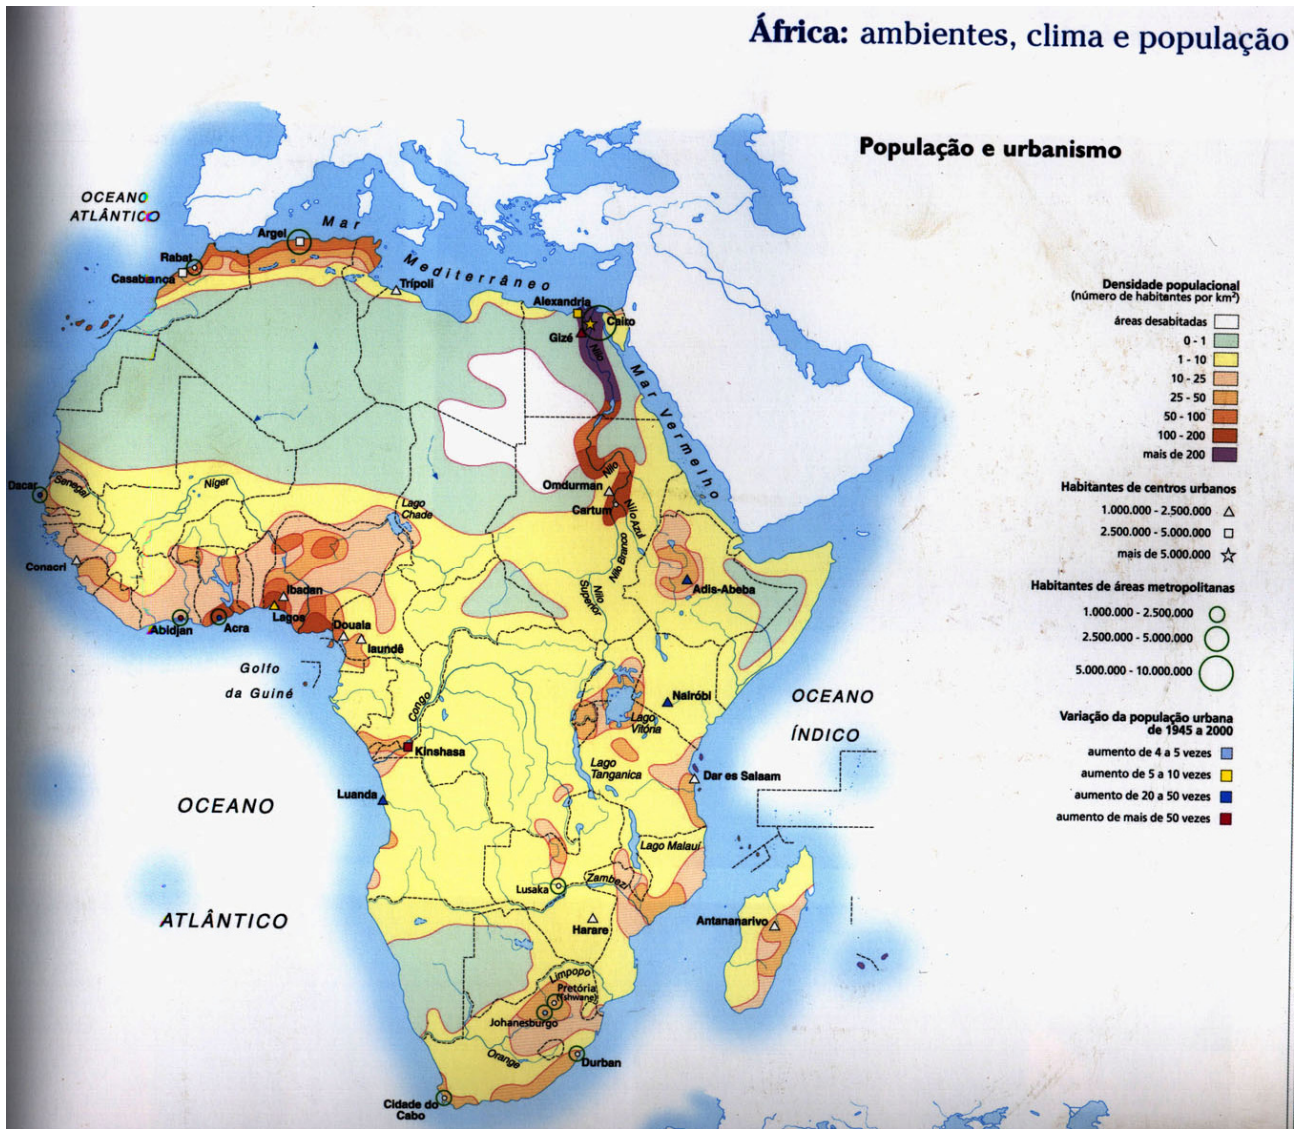 África: ambientes, clima e população
População e urbanismo
OCEANO
ATLÂNTICO
Mar
Mediterrâneo
Argel
Rabat
Casablanca
Trípoli
Alexandria
Cairo
Gizé
Nilo
Mar Vermelho
Densidade populacional
(número de habitantes por km²)
áreas desabitadas
0 - 1
1 - 10
10 - 25
25 - 50
50 - 100
100 - 200
mais de 200
Habitantes de centros urbanos
1.000.000 - 2.500.000
2.500.000 - 5.000.000
mais de 5.000.000
Habitantes de áreas metropolitanas
1.000.000 - 2.500.000
2.500.000 - 5.000.000
5.000.000 - 10.000.000
Variação da população urbana
de 1945 a 2000
aumento de 4 a 5 vezes
aumento de 5 a 10 vezes
aumento de 20 a 50 vezes
aumento de mais de 50 vezes
Dacar
Senegal
Níger
Lago
Chade
Nilo
Omdurman
Cartum
Nilo Azul
Nilo Branco
Nilo
Superior
Conacri
Ibadan
Lagos
Abidjan
Acra
Douala
Iaundê
Adis-Abeba
Golfo
da Guiné
Congo
Kinshasa
Nairóbi
Lago
Vitória
OCEANO
ÍNDICO
Lago
Tanganica
Dar es Salaam
Luanda
OCEANO
ATLÂNTICO
Lago Malauí
Lusaka
Zambezi
Harare
Antananarivo
Limpopo
Pretória
(Tshwane)
Johanesburgo
Orange
Durban
Cidade do
Cabo